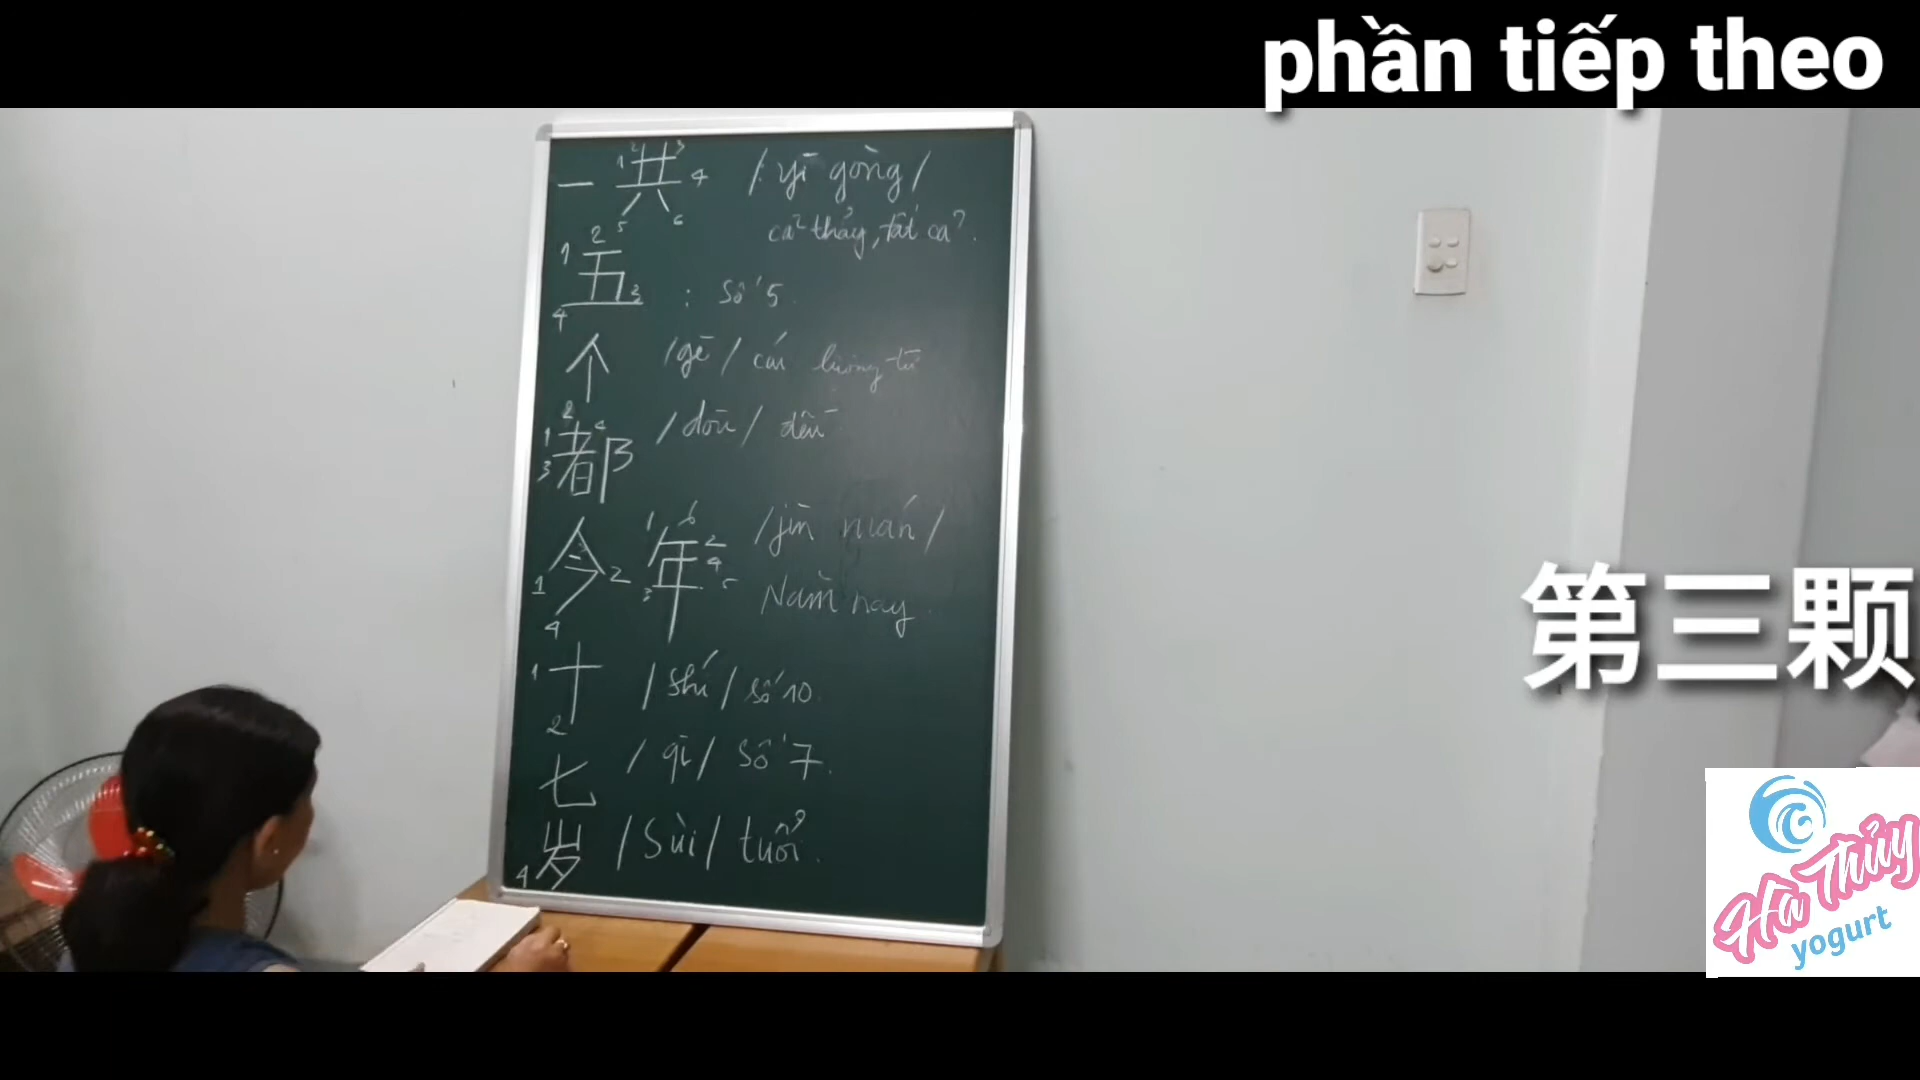 phần tiếp theo
一共 /yī gòng/
cả thảy, tất cả.
五 : số 5.
个 /gē/ cái lượng từ
都 /dōu/ đều
今年 /jīn nián/
Năm nay.
十 /shí/ số 10.
七 /qī/ số 7.
岁 /Sùi/ tuổi.
第三颗
Hà Thủy
yogurt